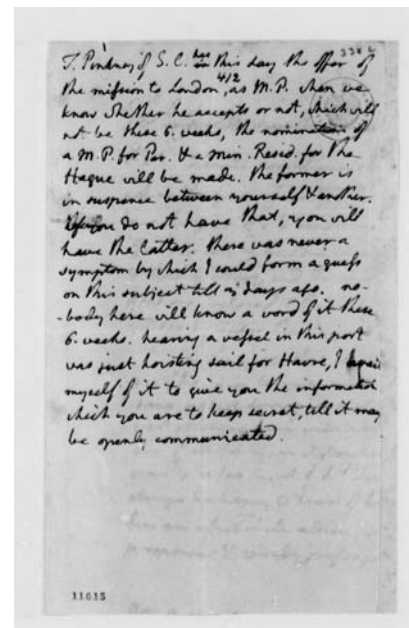 T. Pinkney of S. C. has this day the offer of
the mission to London, as M. P. when we
412
know whether he accepts or not, which will
not be these 6. weeks, the nomination of
a M. P. for Par. & a Min. Resid. for the
Hague will be made. the former is
in suspence between yourself & another.
you do not have that, you will
have the latter. there was never a
symptom by which I could form a guess
on this subject till days ago. no-
-body here will know a word of it these
6. weeks. hearing a vessel in this port
was just hoisting sail for Havre, I
myself of it to give you the information
which you are to keep secret, till it may
be openly communicated.
11615